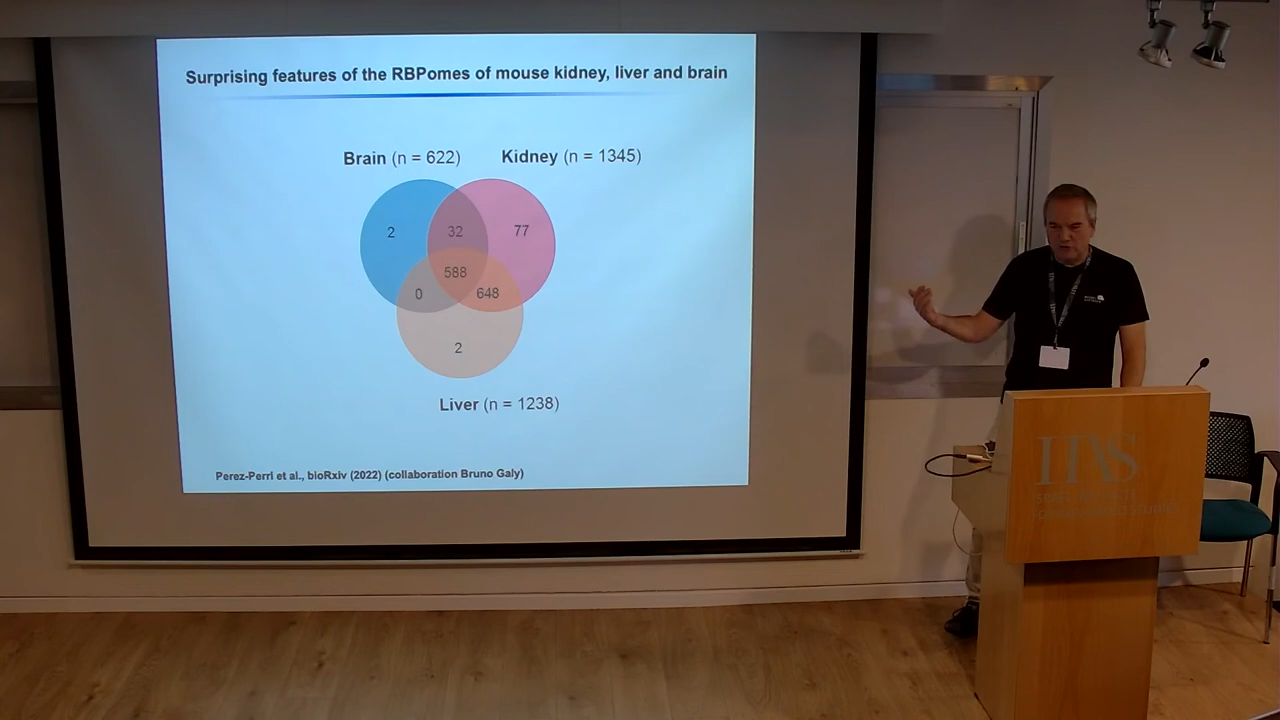 Surprising features of the RBPomes of mouse kidney, liver and brain
Brain (n = 622)
Kidney (n = 1345)
2
32
77
588
0
648
2
Liver (n = 1238)
Perez-Perri et al., bioRxiv (2022) (collaboration Bruno Galy)
IIAS